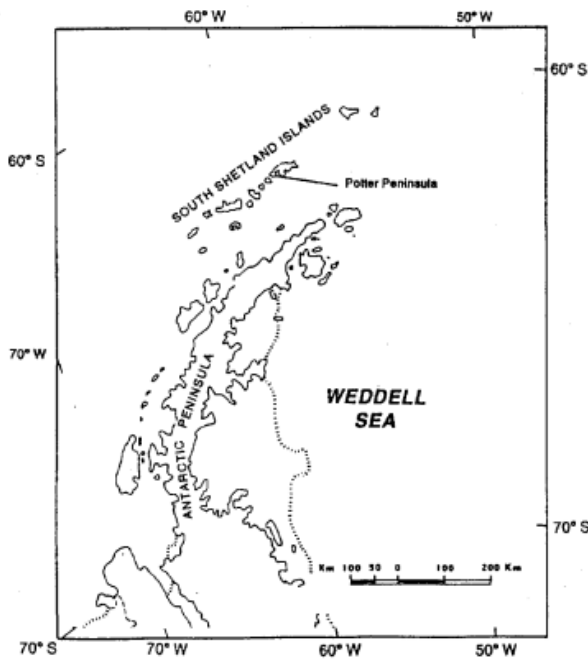 60° W
50° W
60° S
SOUTH SHETLAND ISLANDS
60° S
Potter Peninsula
70° W
ANTARCTIC PENINSULA
WEDDELL
SEA
70° S
Km 100 50 0 100 200 Km
70° S
70° W
60° W
50° W